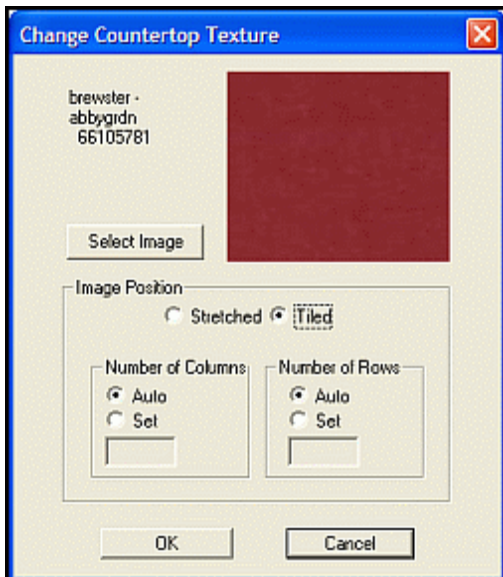 Change Countertop Texture
brewster -
abbygrdn
66105781
Select Image
Image Position
Stretched Tiled
Number of Columns
Auto
Set
Number of Rows
Auto
Set
OK Cancel